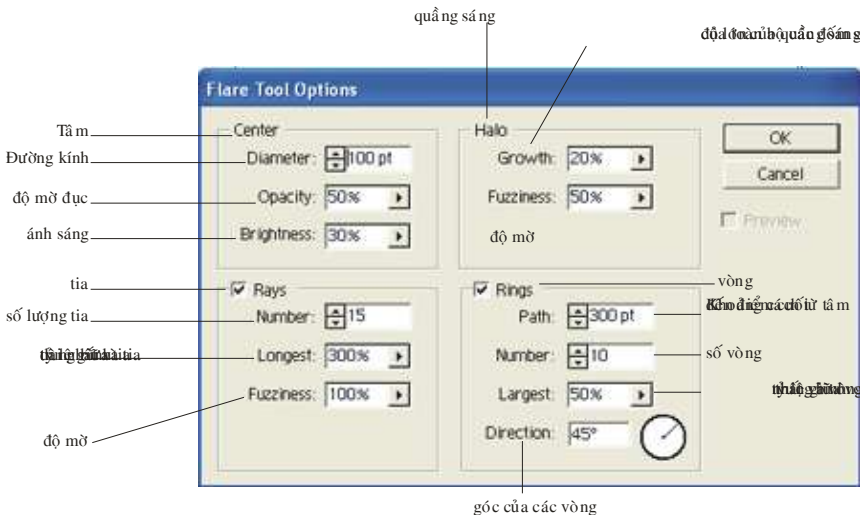 quầng sáng
Flare Tool Options
Tâm
Center
Halo
OK
Đường kính
Diameter: 100 pt
Growth: 20%
Cancel
độ mờ đục
Opacity: 50%
Fuzziness: 50%
Preview
ánh sáng
Brightness: 30%
độ mờ
tia
Rays
Rings
vòng
số lượng tia
Number: 15
Path: 300 pt
từ tâm
Longest: 300%
tia
Number: 10
số vòng
Fuzziness: 100%
Largest: 50%
độ mờ
Direction: 45°
góc của các vòng